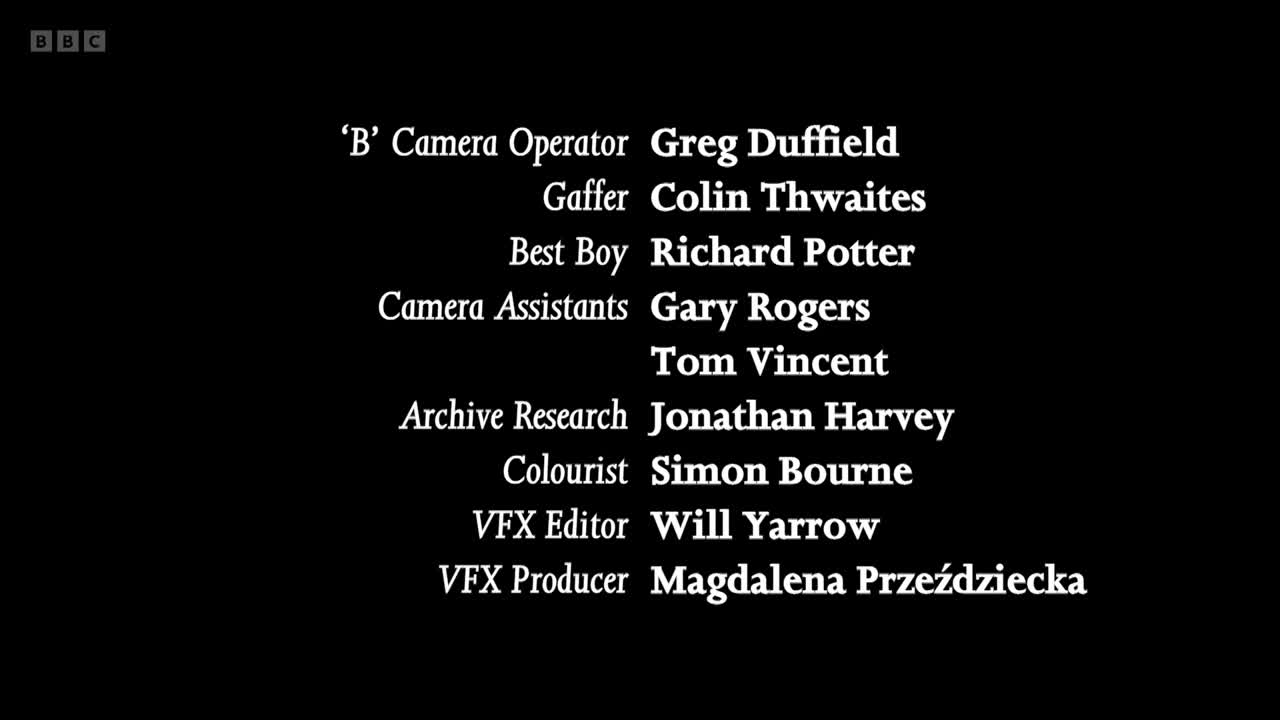 BBC
‘B’ Camera Operator Greg Duffield
Gaffer Colin Thwaites
Best Boy Richard Potter
Camera Assistants Gary Rogers
Tom Vincent
Archive Research Jonathan Harvey
Colourist Simon Bourne
VFX Editor Will Yarrow
VFX Producer Magdalena Przeździecka